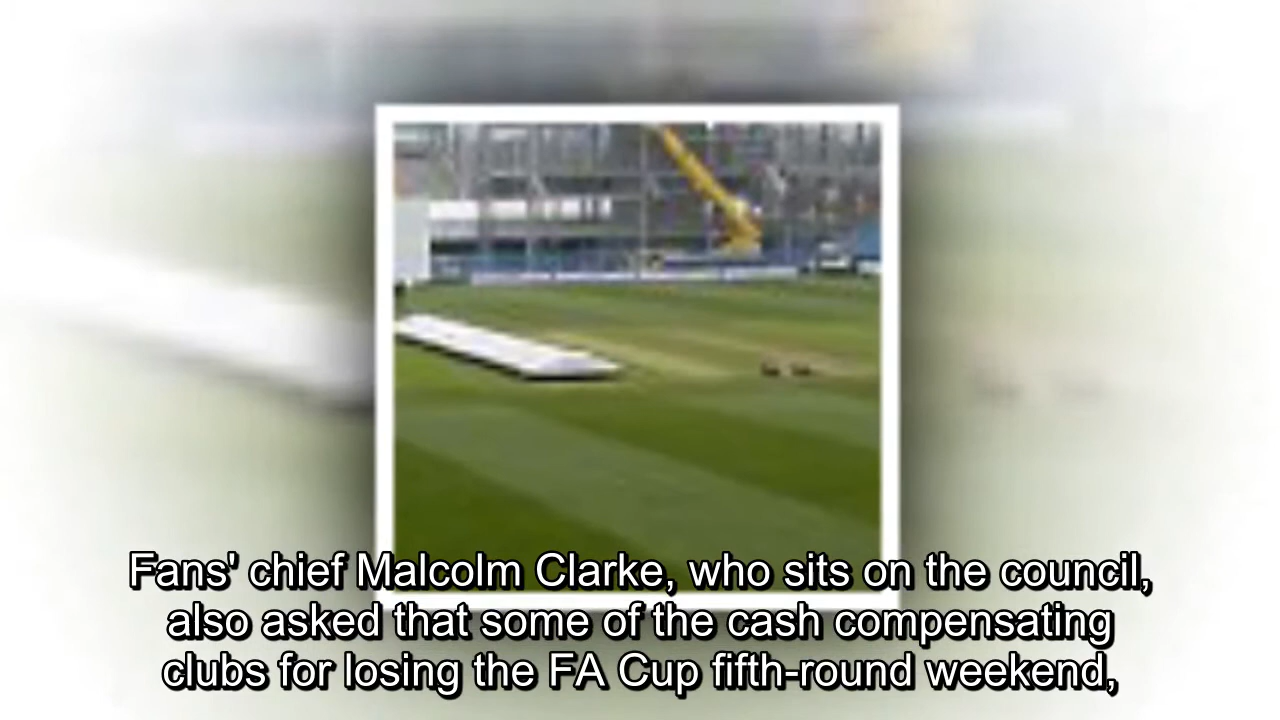 Fans' chief Malcolm Clarke, who sits on the council,
also asked that some of the cash compensating
clubs for losing the FA Cup fifth-round weekend,